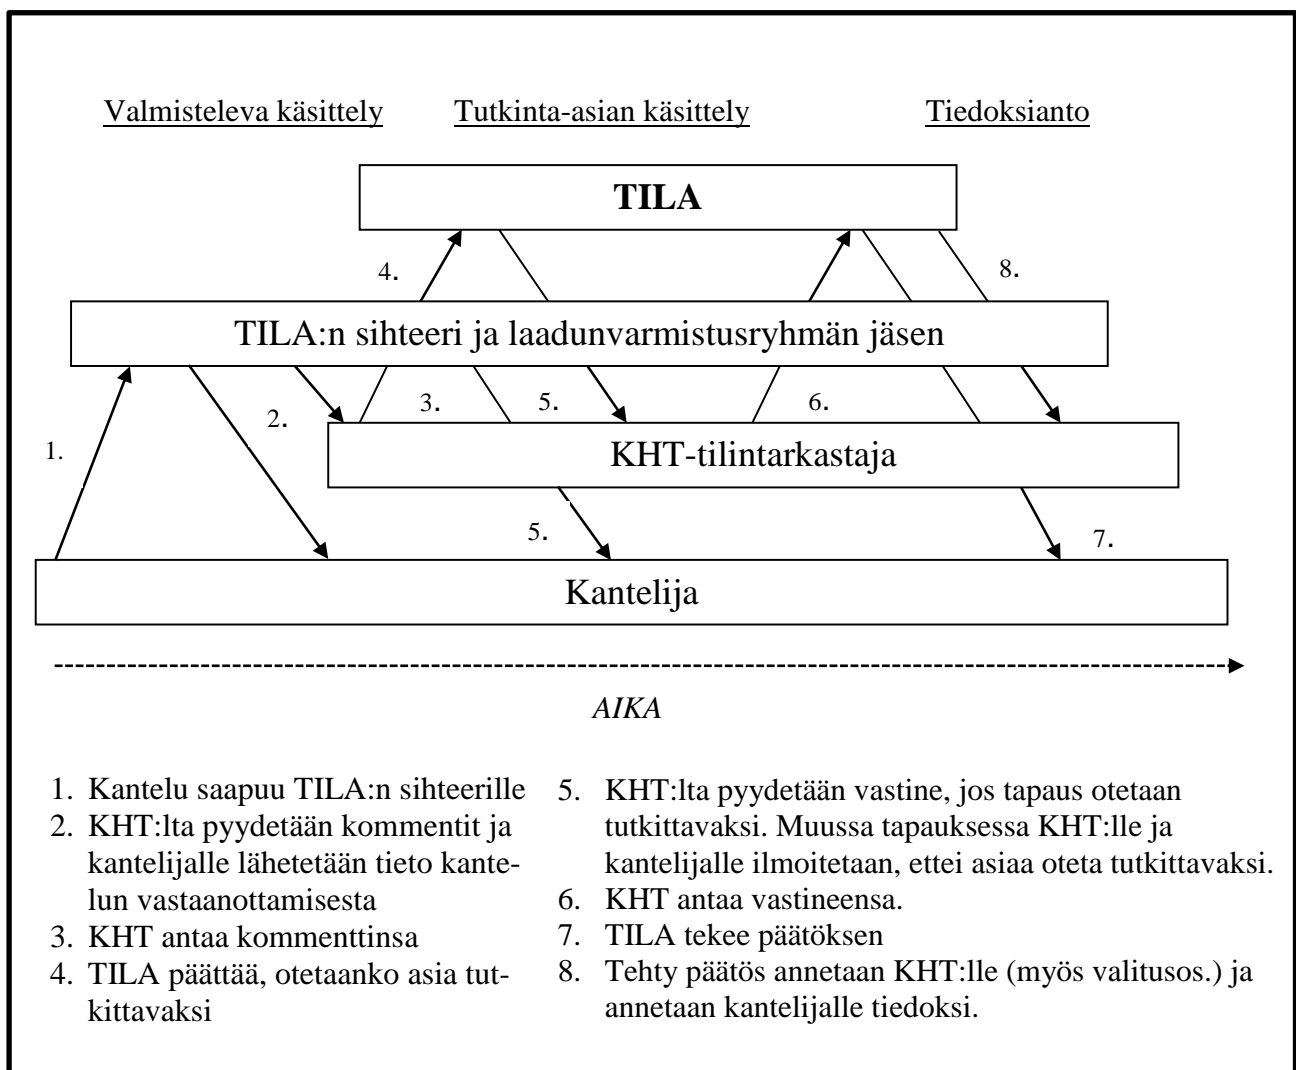 Valmisteleva käsittely
Tutkinta-asian käsittely
Tiedoksianto
TILA
4.
8.
TILA:n sihteeri ja laadunvarmistusryhmän jäsen
2.
3.
5.
6.
1.
KHT-tilintarkastaja
5.
7.
Kantelija
AIKA
1. Kantelu saapuu TILA:n sihteerille
2. KHT:lta pyydetään kommentit ja
kantelijalle lähetetään tieto kante-
lun vastaanottamisesta
3. KHT antaa kommenttinsa
4. TILA päättää, otetaanko asia tut-
kittavaksi
5. KHT:lta pyydetään vastine, jos tapaus otetaan
tutkittavaksi. Muussa tapauksessa KHT:lle ja
kantelijalle ilmoitetaan, ettei asiaa oteta tutkittavaksi.
6. KHT antaa vastineensa.
7. TILA tekee päätöksen
8. Tehty päätös annetaan KHT:lle (myös valitusos.) ja
annetaan kantelijalle tiedoksi.